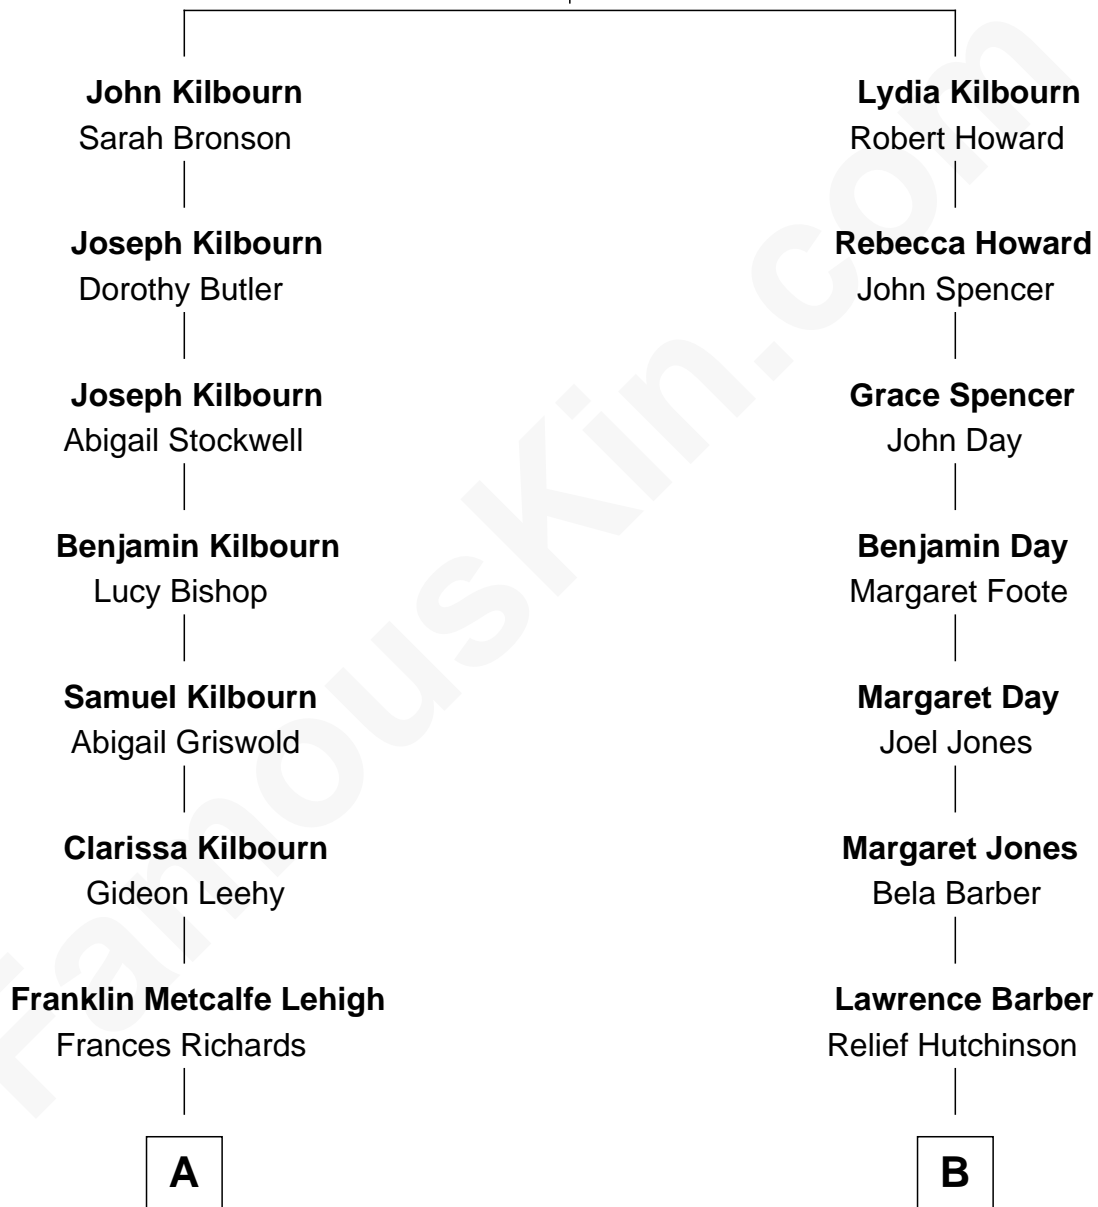 John Kilbourn
Sarah Bronson
Joseph Kilbourn
Dorothy Butler
Joseph Kilbourn
Abigail Stockwell
Benjamin Kilbourn
Lucy Bishop
Samuel Kilbourn
Abigail Griswold
Clarissa Kilbourn
Gideon Leehy
Franklin Metcalfe Lehigh
Frances Richards
A
Lydia Kilbourn
Robert Howard
Rebecca Howard
John Spencer
Grace Spencer
John Day
Benjamin Day
Margaret Foote
Margaret Day
Joel Jones
Margaret Jones
Bela Barber
Lawrence Barber
Relief Hutchinson
B
FamousKin.com